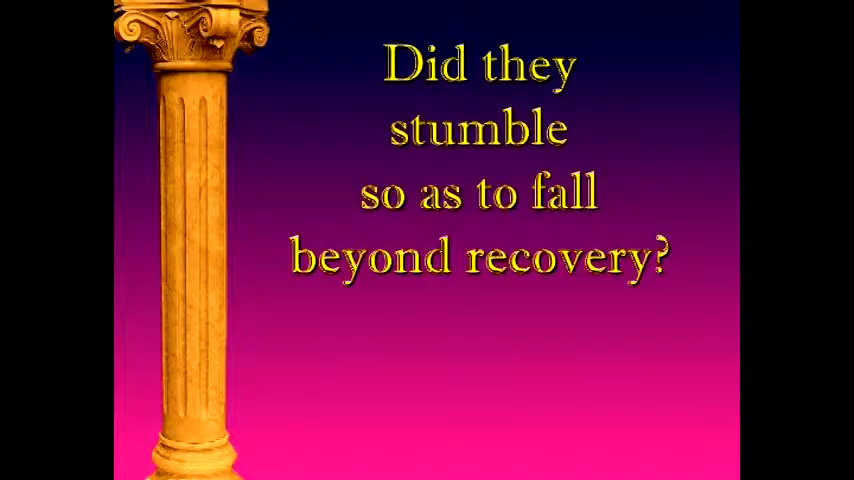 Did they
stumble
so as to fall
beyond recovery?